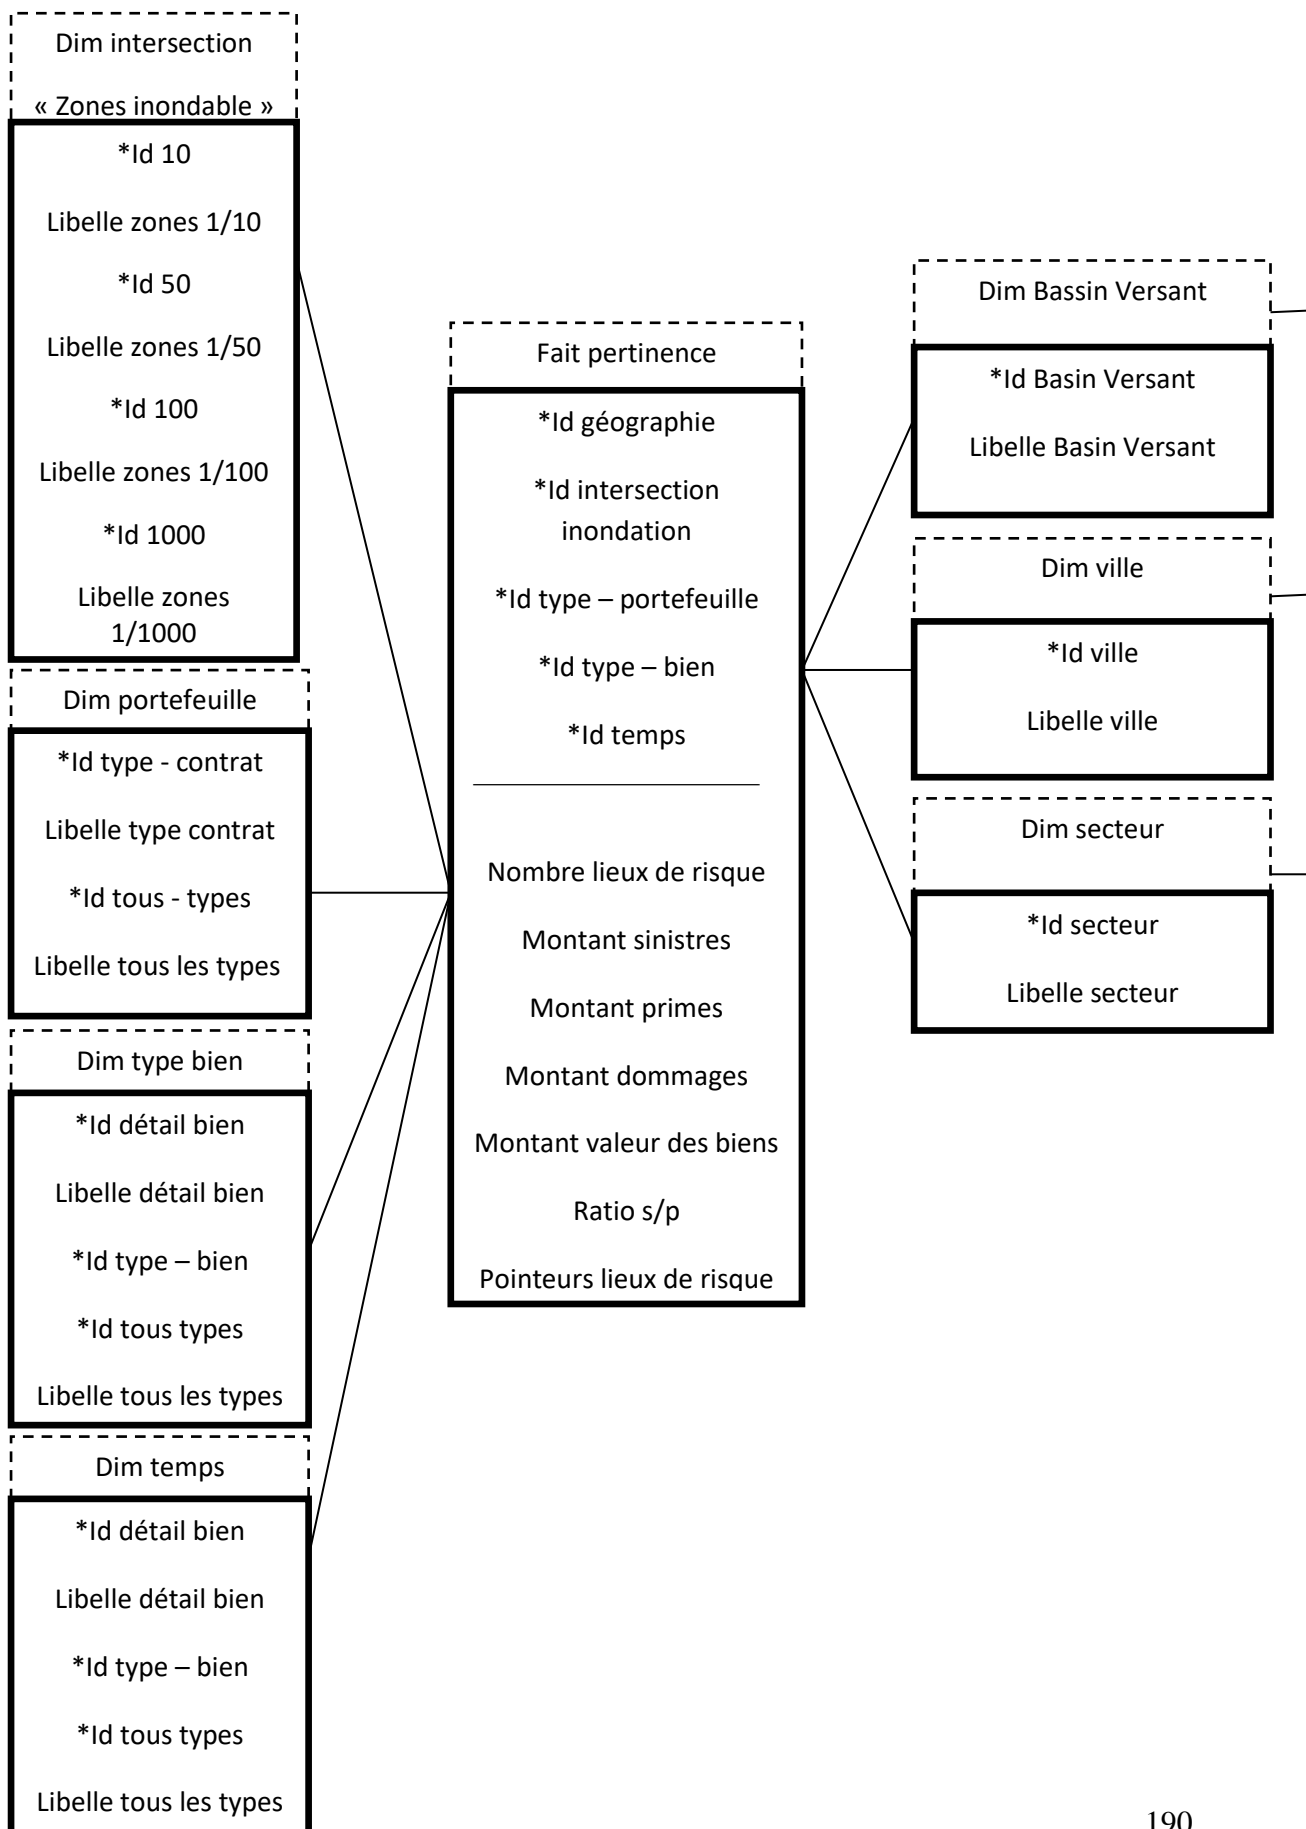 Dim intersection
« Zones inondable »
*Id 10
Libelle zones 1/10
*Id 50
Libelle zones 1/50
*Id 100
Libelle zones 1/100
*Id 1000
Libelle zones
1/1000
Dim portefeuille
*Id type - contrat
Libelle type contrat
*Id tous - types
Libelle tous les types
Dim type bien
*Id détail bien
Libelle détail bien
*Id type – bien
*Id tous types
Libelle tous les types
Dim temps
*Id détail bien
Libelle détail bien
*Id type – bien
*Id tous types
Libelle tous les types
Fait pertinence
*Id géographie
*Id intersection
inondation
*Id type – portefeuille
*Id type – bien
*Id temps
Nombre lieux de risque
Montant sinistres
Montant primes
Montant dommages
Montant valeur des biens
Ratio s/p
Pointeurs lieux de risque
Dim Bassin Versant
*Id Basin Versant
Libelle Basin Versant
Dim ville
*Id ville
Libelle ville
Dim secteur
*Id secteur
Libelle secteur
190